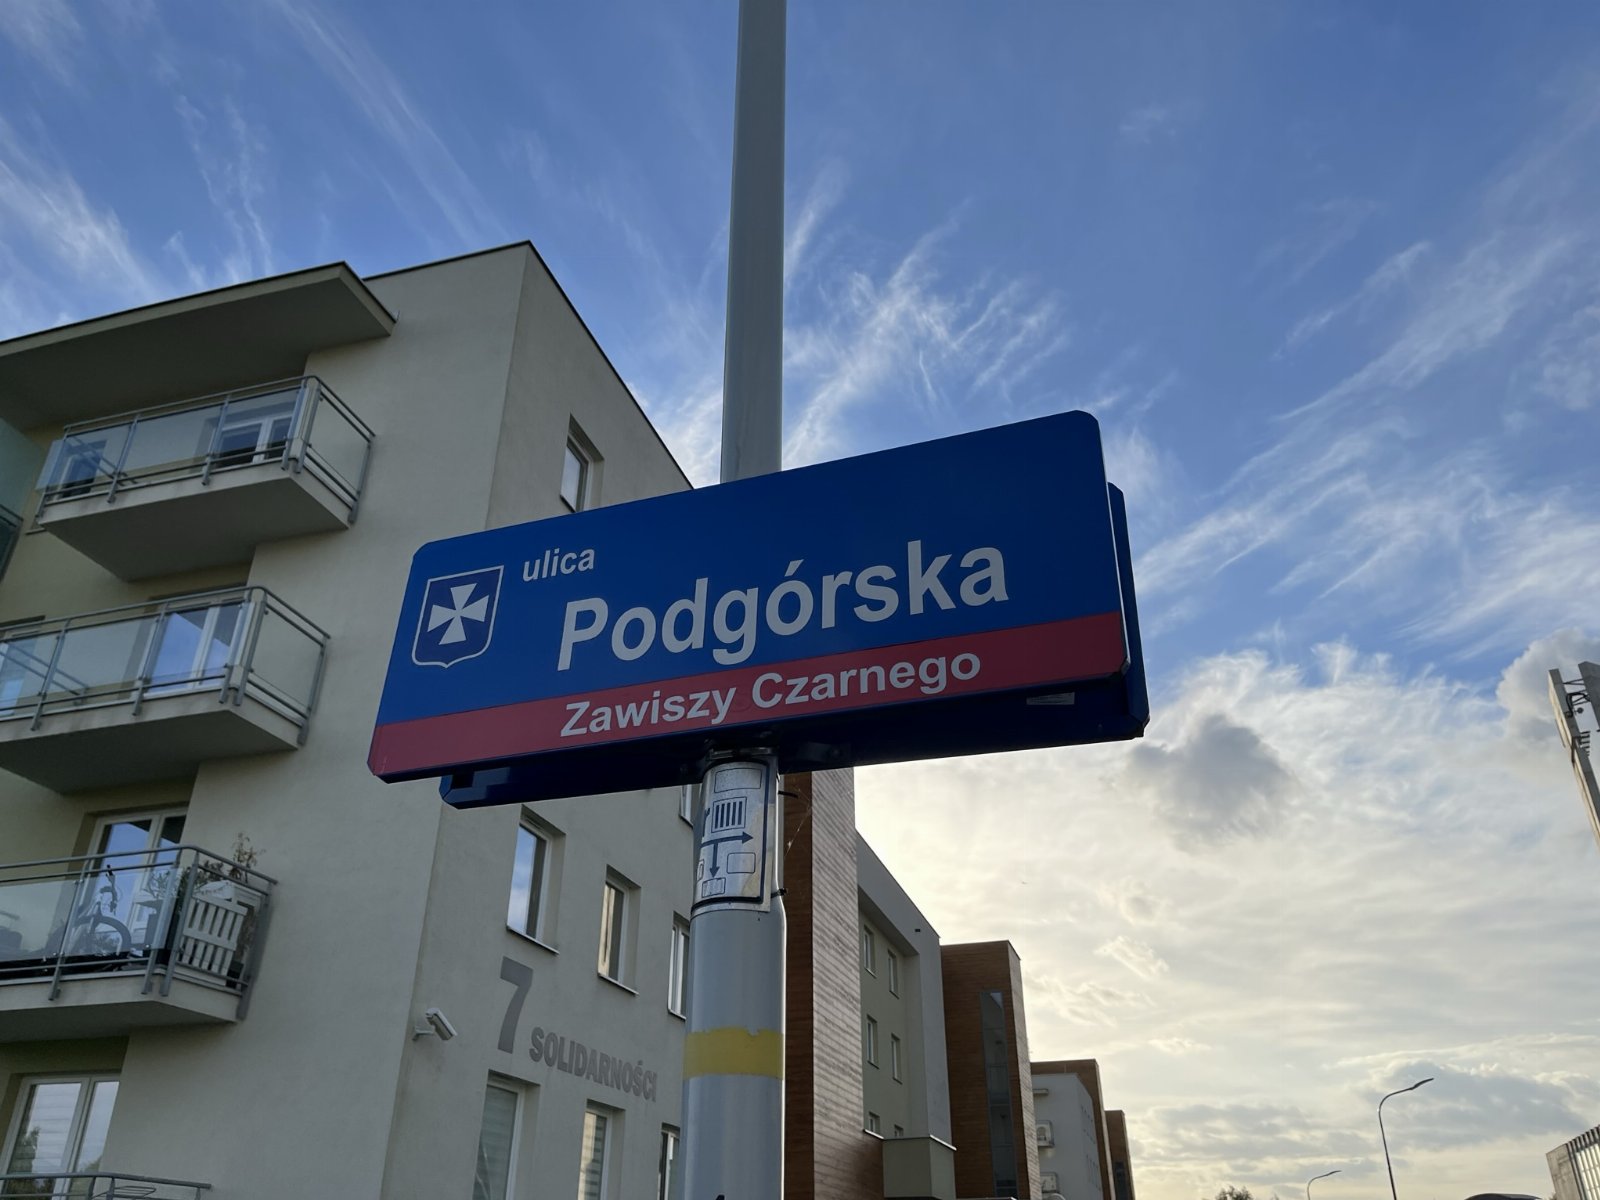 ulica
Podgórska
Zawiszy Czarnego
7 SOLIDARNOŚCI